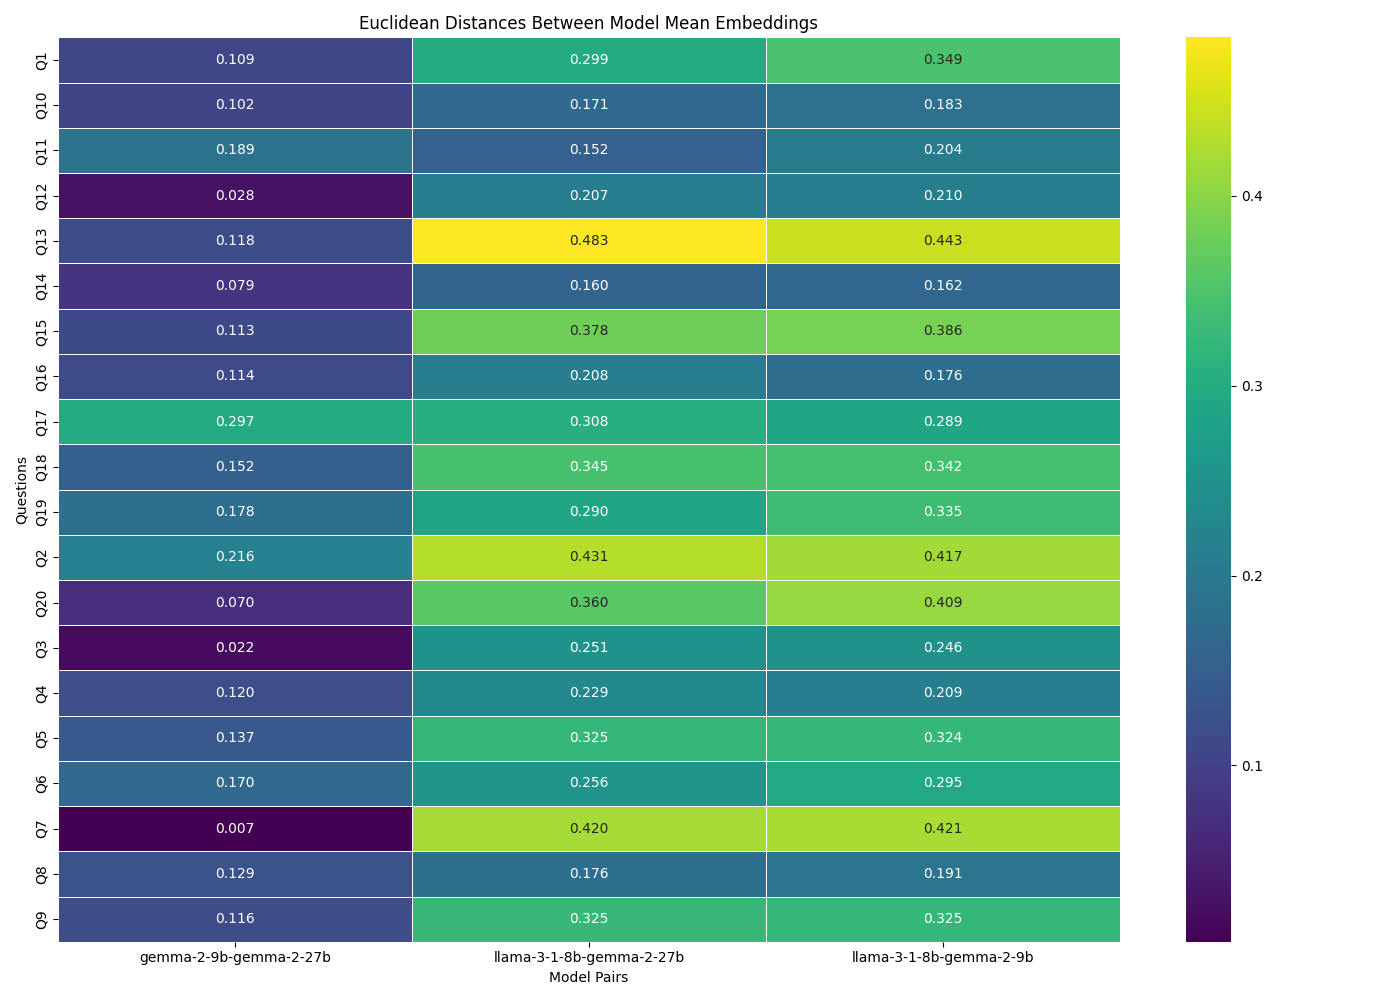 Euclidean Distances Between Model Mean Embeddings
Q1 0.109 0.299 0.349
Q10 0.102 0.171 0.183
Q11 0.189 0.152 0.204
Q12 0.028 0.207 0.210
Q13 0.118 0.483 0.443
Q14 0.079 0.160 0.162
Q15 0.113 0.378 0.386
Q16 0.114 0.208 0.176
Q17 0.297 0.308 0.289
Q18 0.152 0.345 0.342
Q19 0.178 0.290 0.335
Q2 0.216 0.431 0.417
Q20 0.070 0.360 0.409
Q3 0.022 0.251 0.246
Q4 0.120 0.229 0.209
Q5 0.137 0.325 0.324
Q6 0.170 0.256 0.295
Q7 0.007 0.420 0.421
Q8 0.129 0.176 0.191
Q9 0.116 0.325 0.325
Questions
gemma-2-9b-gemma-2-27b llama-3-1-8b-gemma-2-27b llama-3-1-8b-gemma-2-9b
Model Pairs
0.4
0.3
0.2
0.1